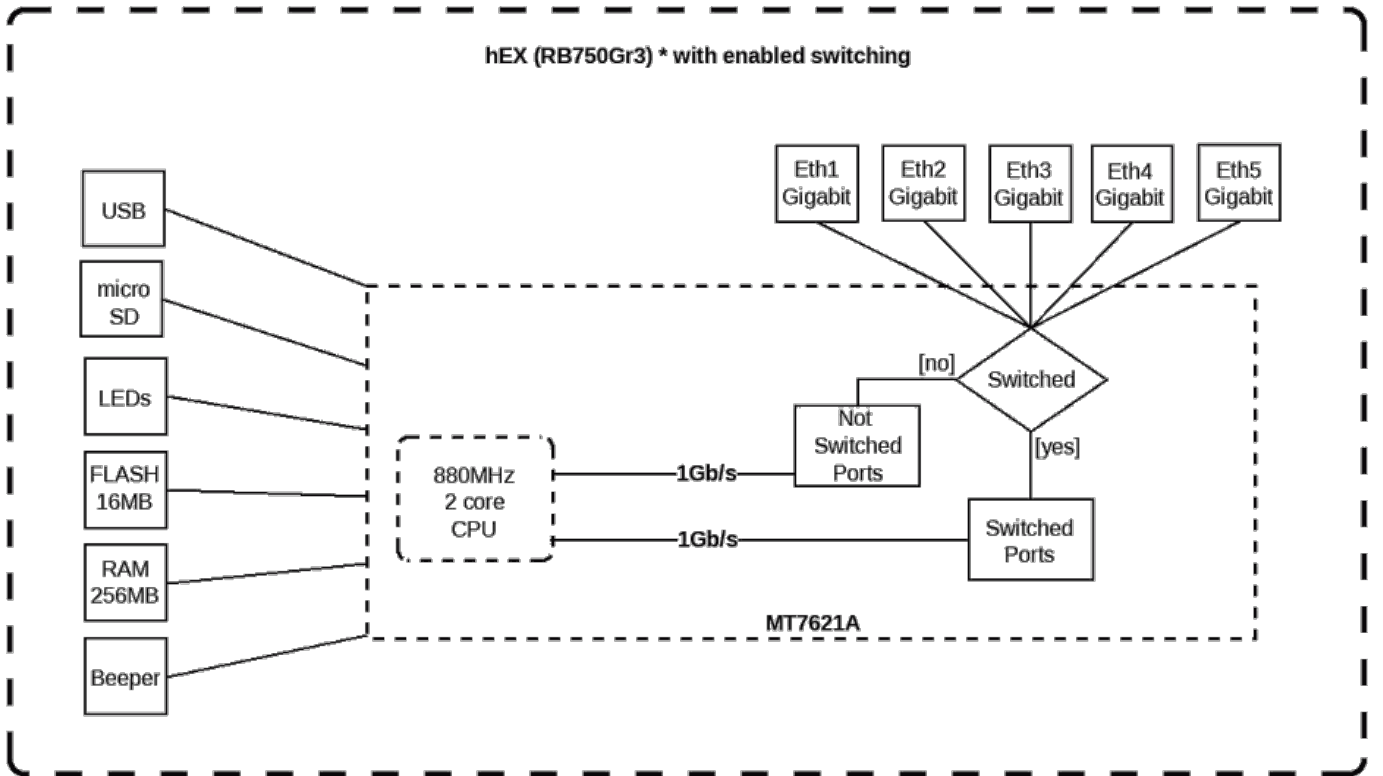 hEX (RB750Gr3) * with enabled switching
Eth1
Gigabit
Eth2
Gigabit
Eth3
Gigabit
Eth4
Gigabit
Eth5
Gigabit
USB
micro
SD
LEDs
FLASH
16MB
RAM
256MB
Beeper
[no]
Switched
[yes]
Not
Switched
Ports
880MHz
2 core
CPU
1Gb/s
1Gb/s
Switched
Ports
MT7621A